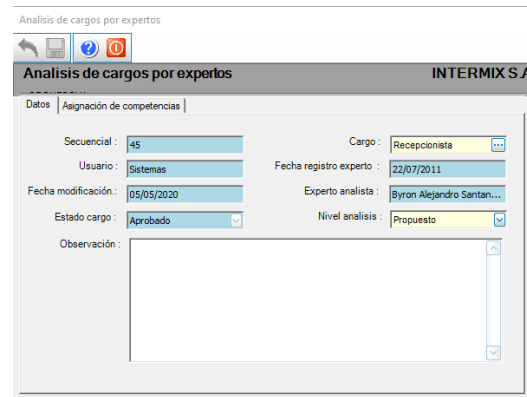 Analisis de cargos por expertos
Analisis de cargos por expertos INTERMIX S.A
Datos Asignación de competencias
Secuencial : 45 Cargo : Recepcionista ...
Usuario : Sistemas Fecha registro experto : 22/07/2011
Fecha modificación.: 05/05/2020 Experto analista : Byron Alejandro Santan...
Estado cargo : Aprobado Nivel analisis : Propuesto
Observación :